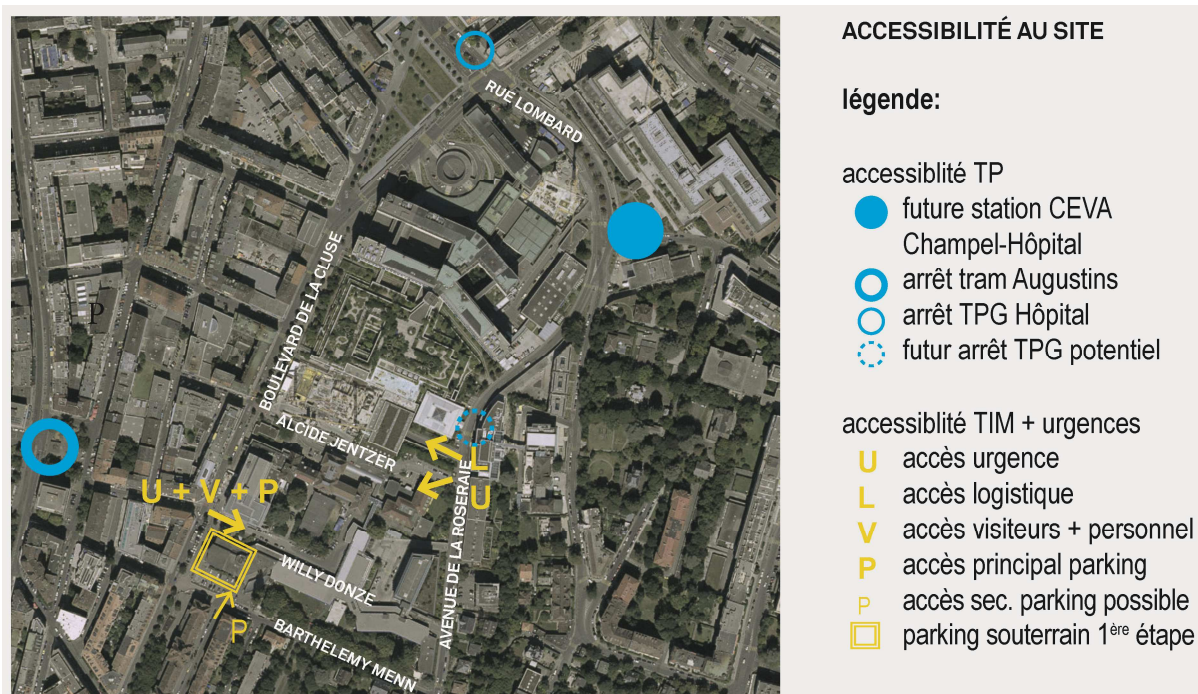 ACCESSIBILITÉ AU SITE
légende:
accessiblité TP
future station CEVA
Champel-Hôpital
arrêt tram Augustins
arrêt TPG Hôpital
futur arrêt TPG potentiel
accessiblité TIM + urgences
U accès urgence
L accès logistique
V accès visiteurs + personnel
P accès principal parking
P accès sec. parking possible
parking souterrain 1ère étape
RUE LOMBARD
BOULEVARD DE LA CLUSE
P
ALCIDE JENTZER
L
U
AVENUE DE LA ROSERAIE
U + V + P
WILLY DONZE
P
BARTHELEMY MENN